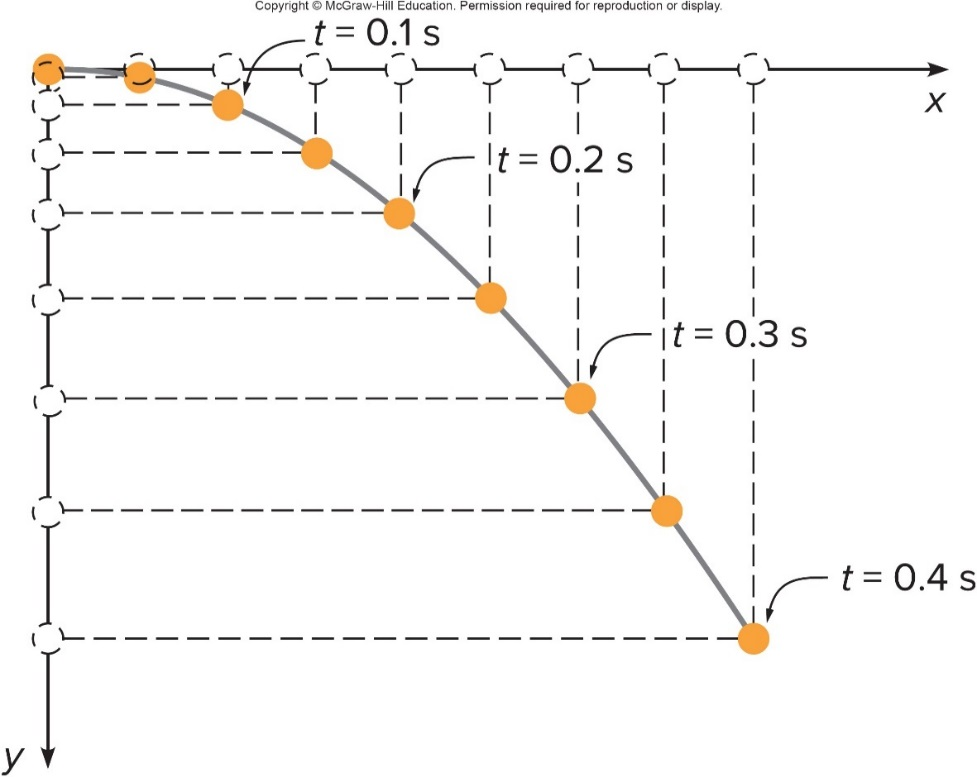 Copyright © McGraw-Hill Education. Permission required for reproduction or display.
t = 0.1 s
x
t = 0.2 s
t = 0.3 s
t = 0.4 s
y